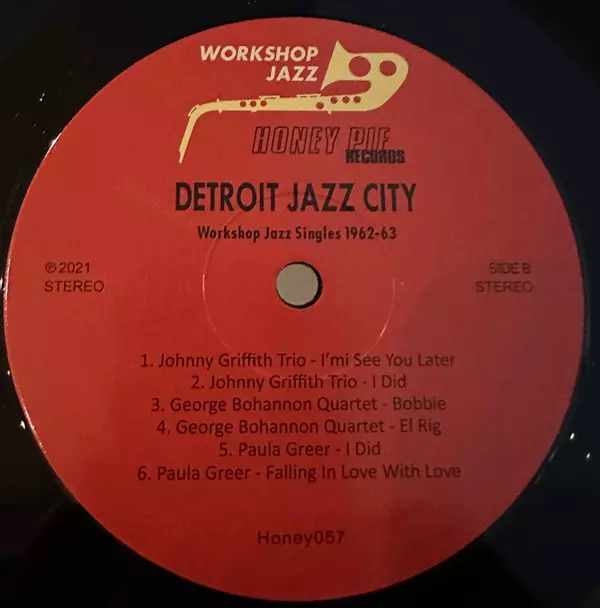 WORKSHOP
JAZZ
HONEY PIE
RECORDS
DETROIT JAZZ CITY
Workshop Jazz Singles 1962-63
℗ 2021
STEREO
SIDE B
STEREO
1. Johnny Griffith Trio - I'mi See You Later
2. Johnny Griffith Trio - I Did
3. George Bohannon Quartet - Bobbie
4. George Bohannon Quartet - El Rig
5. Paula Greer - I Did
6. Paula Greer - Falling In Love With Love
Honey057